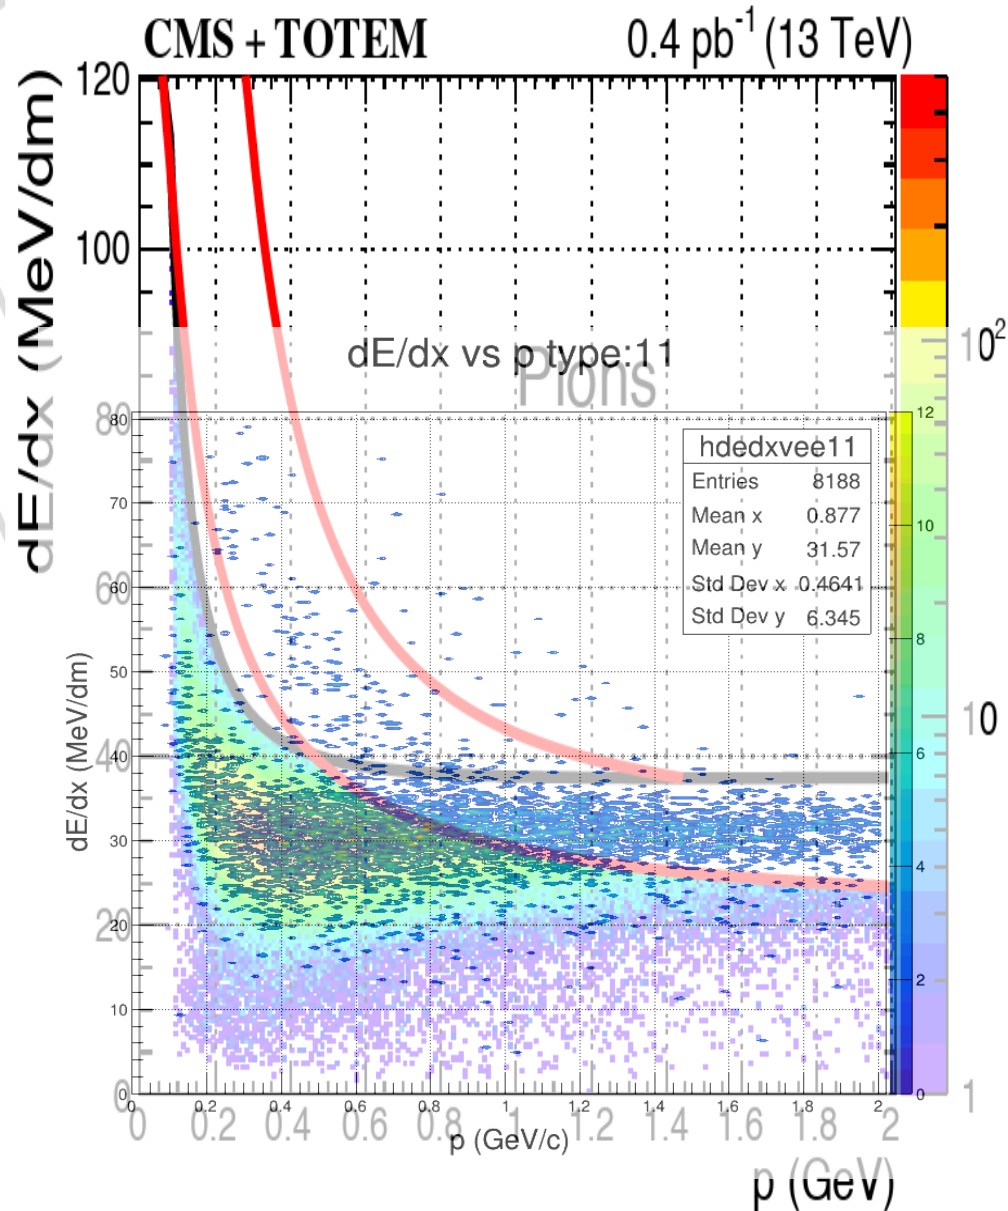 CMS + TOTEM 0.4 pb⁻¹ (13 TeV)
dE/dx (MeV/dm)
120
100
80
60
40
20
0
dE/dx vs p type:11
Pions
10²
10
1
hdedxvee11
Entries 8188
Mean x 0.877
Mean y 31.57
Std Dev x 0.4641
Std Dev y 6.345
dE/dx (MeV/dm)
80
70
60
50
40
30
20
10
0
12
10
8
6
4
2
0
0 0.2 0.4 0.6 0.8 1 1.2 1.4 1.6 1.8 2
p (GeV/c)
0 0.2 0.4 0.6 0.8 1 1.2 1.4 1.6 1.8 2
p (GeV)